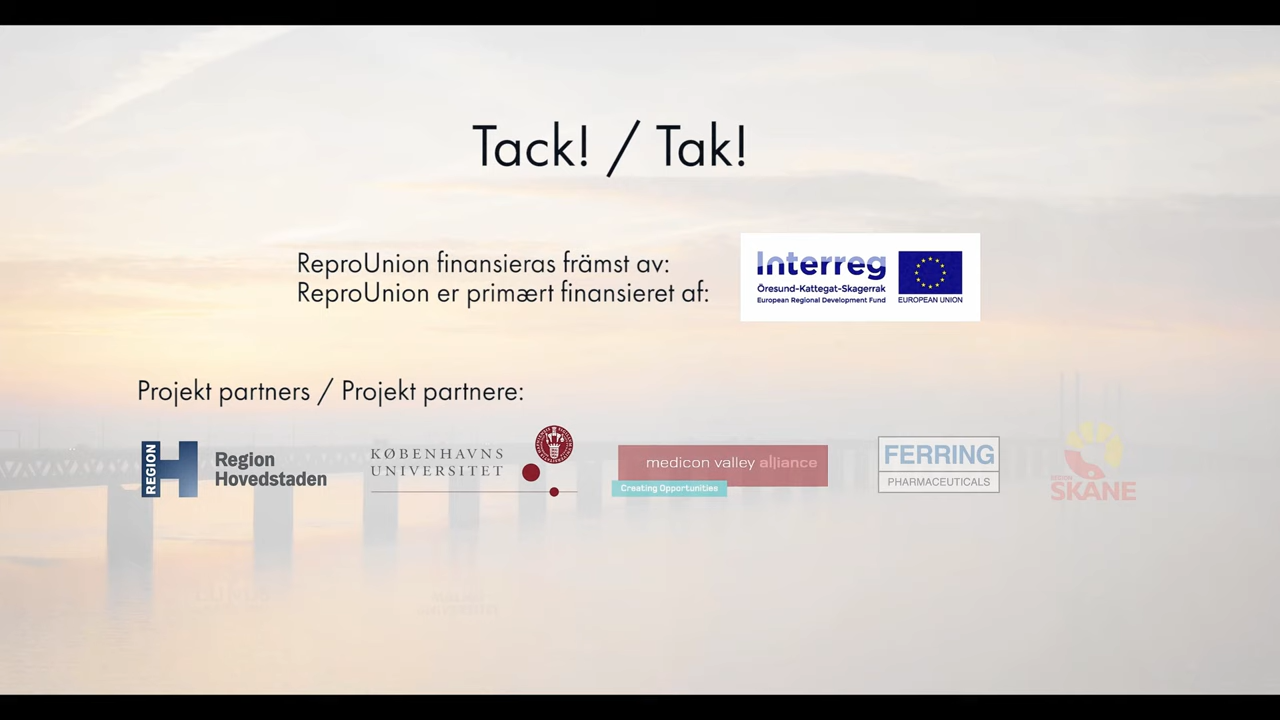 Tack! / Tak!
ReproUnion finansieras främst av:
ReproUnion er primært finansieret af:
Interreg
Öresund-Kattegat-Skagerrak
European Regional Development Fund
EUROPEAN UNION
Projekt partners / Projekt partnere:
REGION
Region
Hovedstaden
KØBENHAVNS
UNIVERSITET
medicon valley alliance
Creating Opportunities
FERRING
PHARMACEUTICALS
SKÅNE